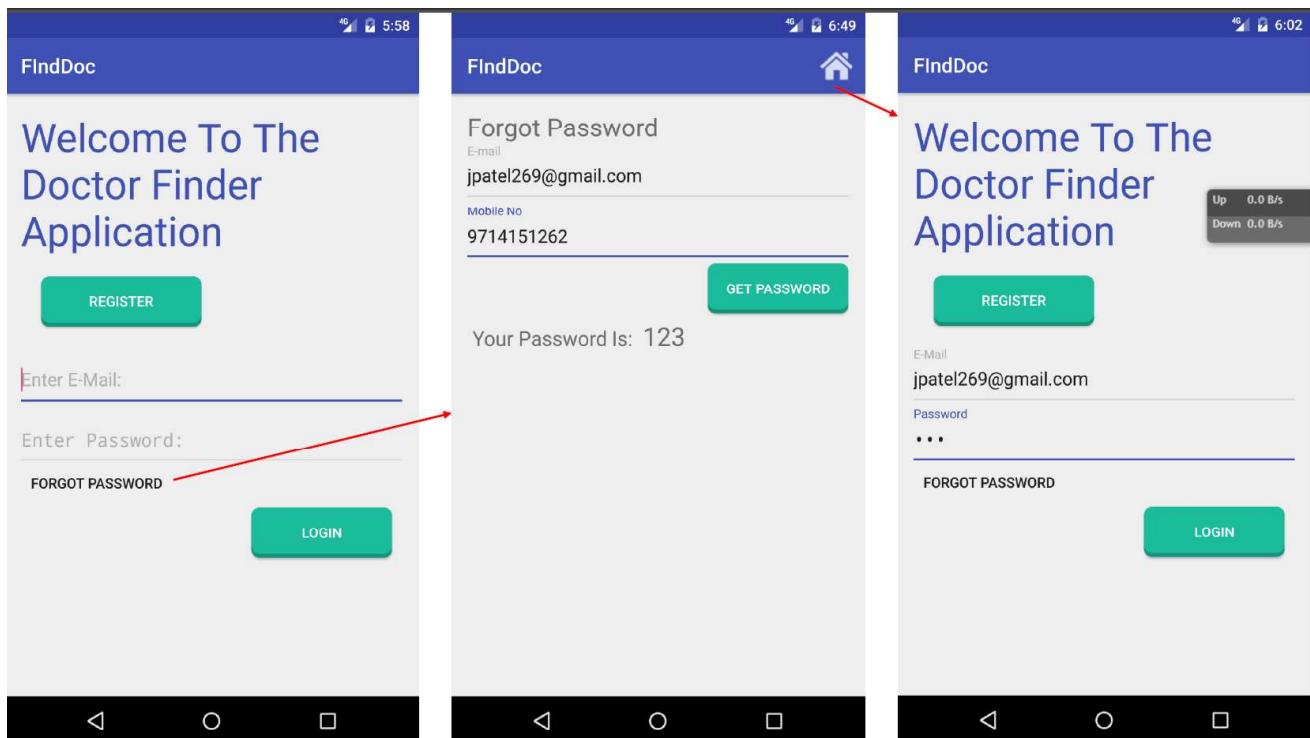 4G 5:58
FIndDoc
Welcome To The
Doctor Finder
Application
REGISTER
Enter E-Mail:
Enter Password:
FORGOT PASSWORD
LOGIN
4G 6:49
FIndDoc
Forgot Password
E-mail
jpatel269@gmail.com
Mobile No
9714151262
GET PASSWORD
Your Password Is: 123
4G 6:02
FIndDoc
Welcome To The
Doctor Finder
Application
Up 0.0 B/s
Down 0.0 B/s
REGISTER
E-Mail
jpatel269@gmail.com
Password
•••
FORGOT PASSWORD
LOGIN